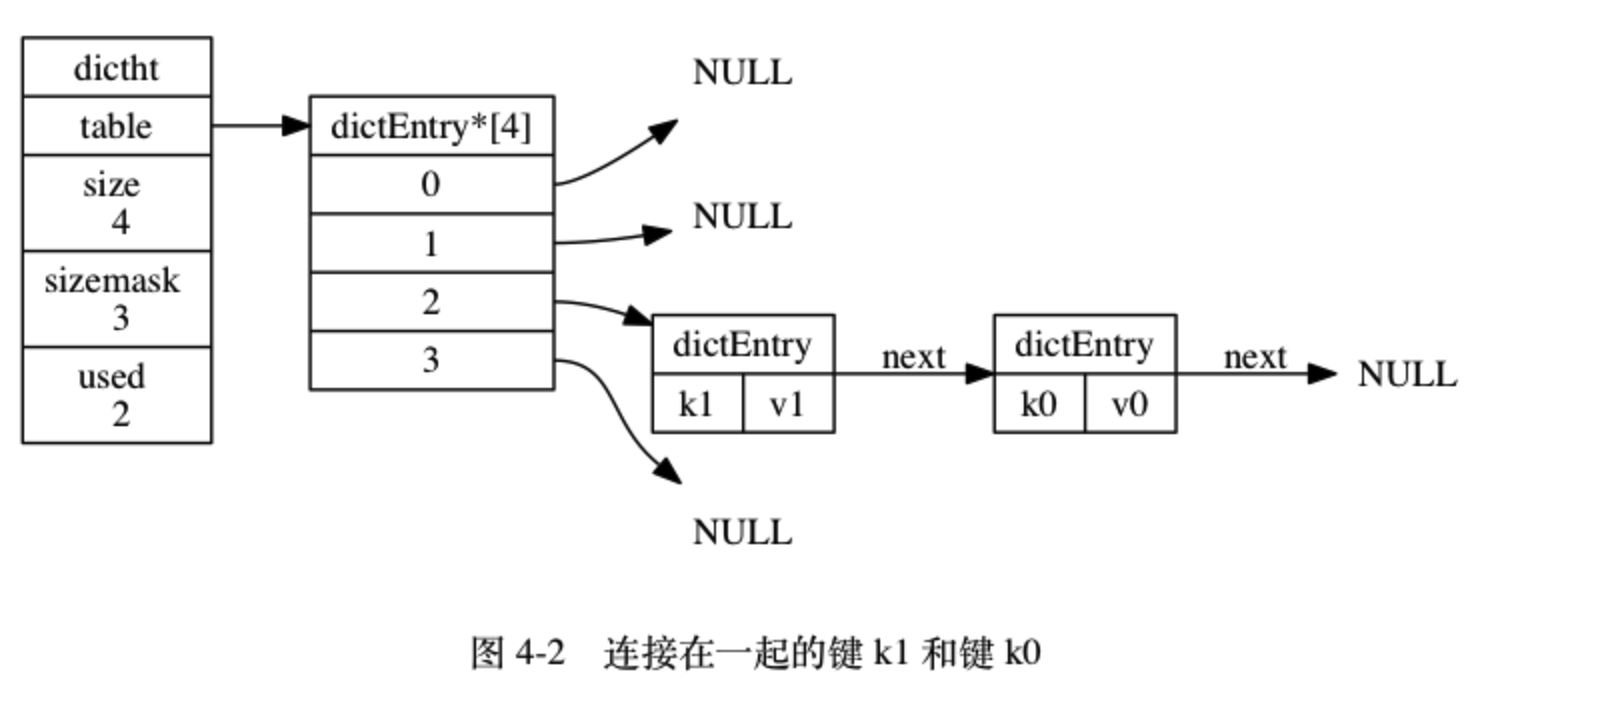 dictht
table
size
4
sizemask
3
used
2
dictEntry*[4]
0
1
2
3
NULL
NULL
dictEntry
k1 v1
next
dictEntry
k0 v0
next
NULL
NULL
图 4-2 连接在一起的键 k1 和键 k0